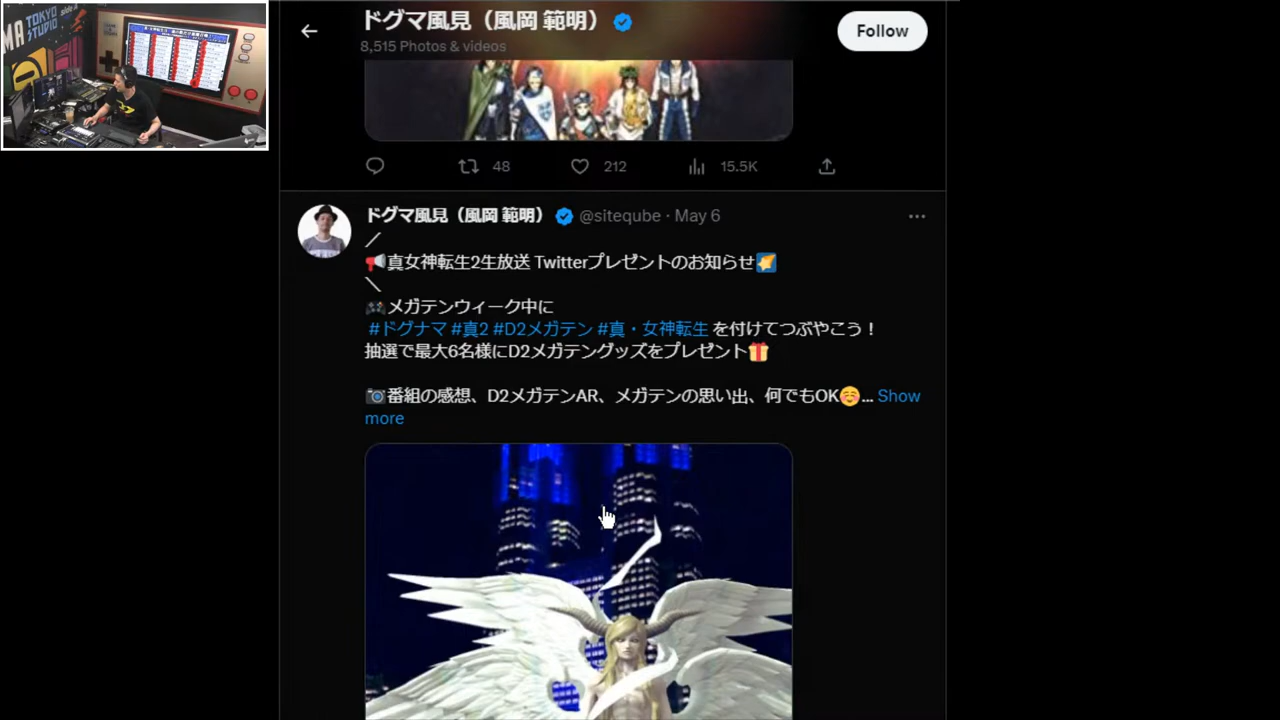 TOKYO
STUDIO
MA
ドグマ風見（風岡 範明）
8,515 Photos & videos
Follow
48
212
15.5K
ドグマ風見（風岡 範明） @siteqube · May 6
／
📢真女神転生2生放送 Twitterプレゼントのお知らせ🌠
＼
🎮メガテンウィーク中に
#ドグナマ #真2 #D2メガテン #真・女神転生 を付けてつぶやこう！
抽選で最大6名様にD2メガテングッズをプレゼント🎁
📷番組の感想、D2メガテンAR、メガテンの思い出、何でもOK☺️... Show
more